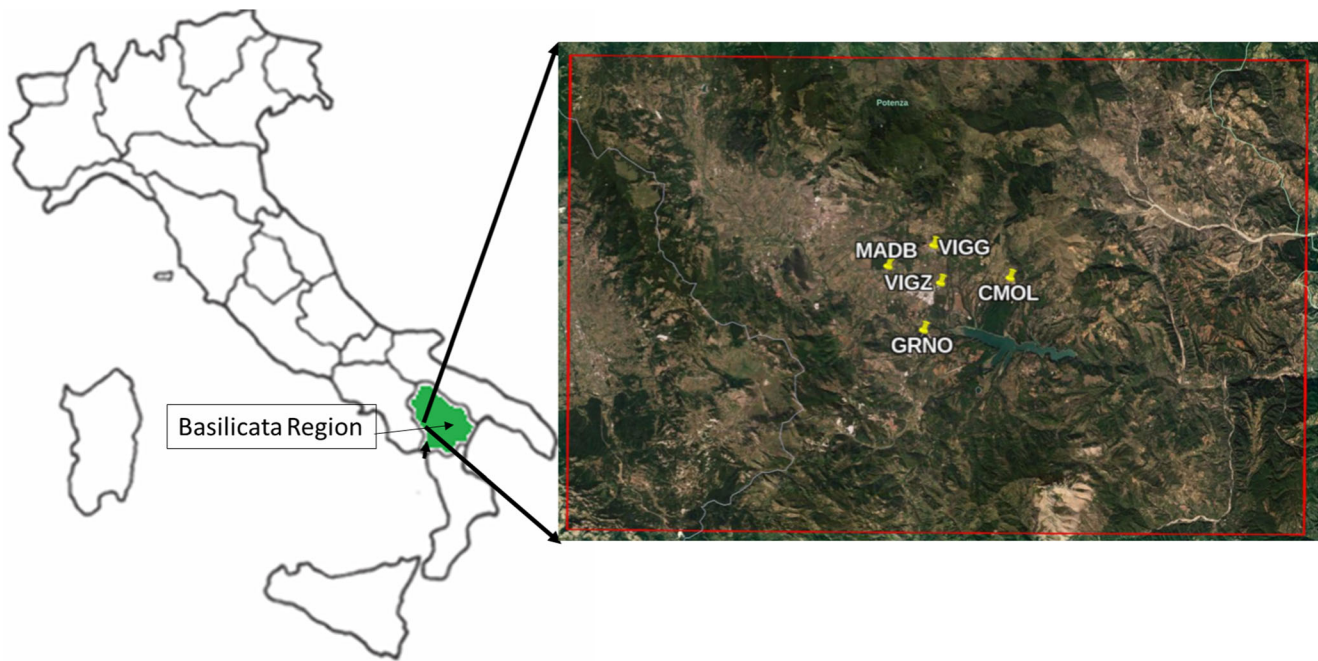 Potenza
MADB
VIGG
VIGZ
CMOL
GRNO
Basilicata Region